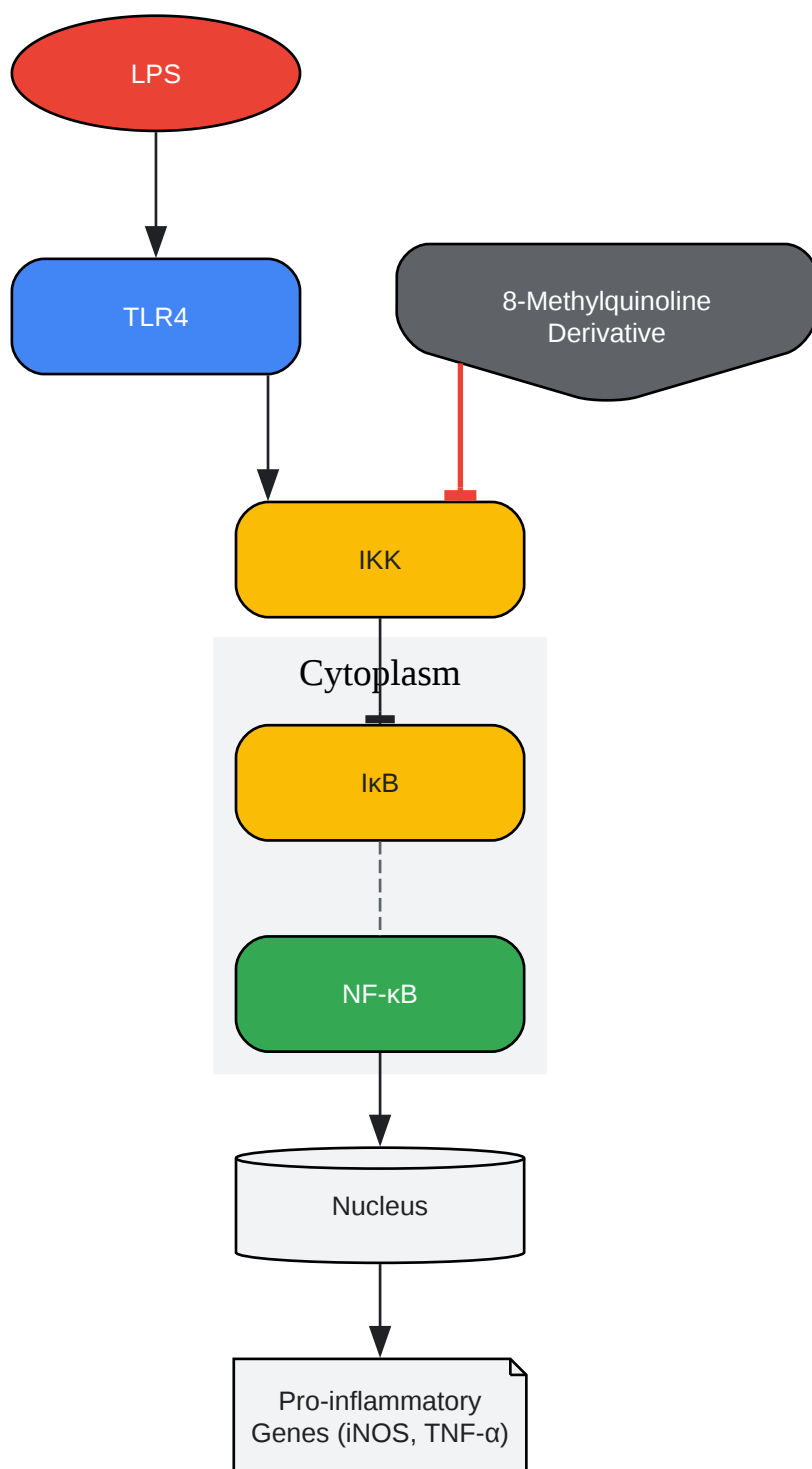 LPS
TLR4
8-Methylquinoline
Derivative
IKK
Cytoplasm
IκB
NF-κB
Nucleus
Pro-inflammatory
Genes (iNOS, TNF-α)